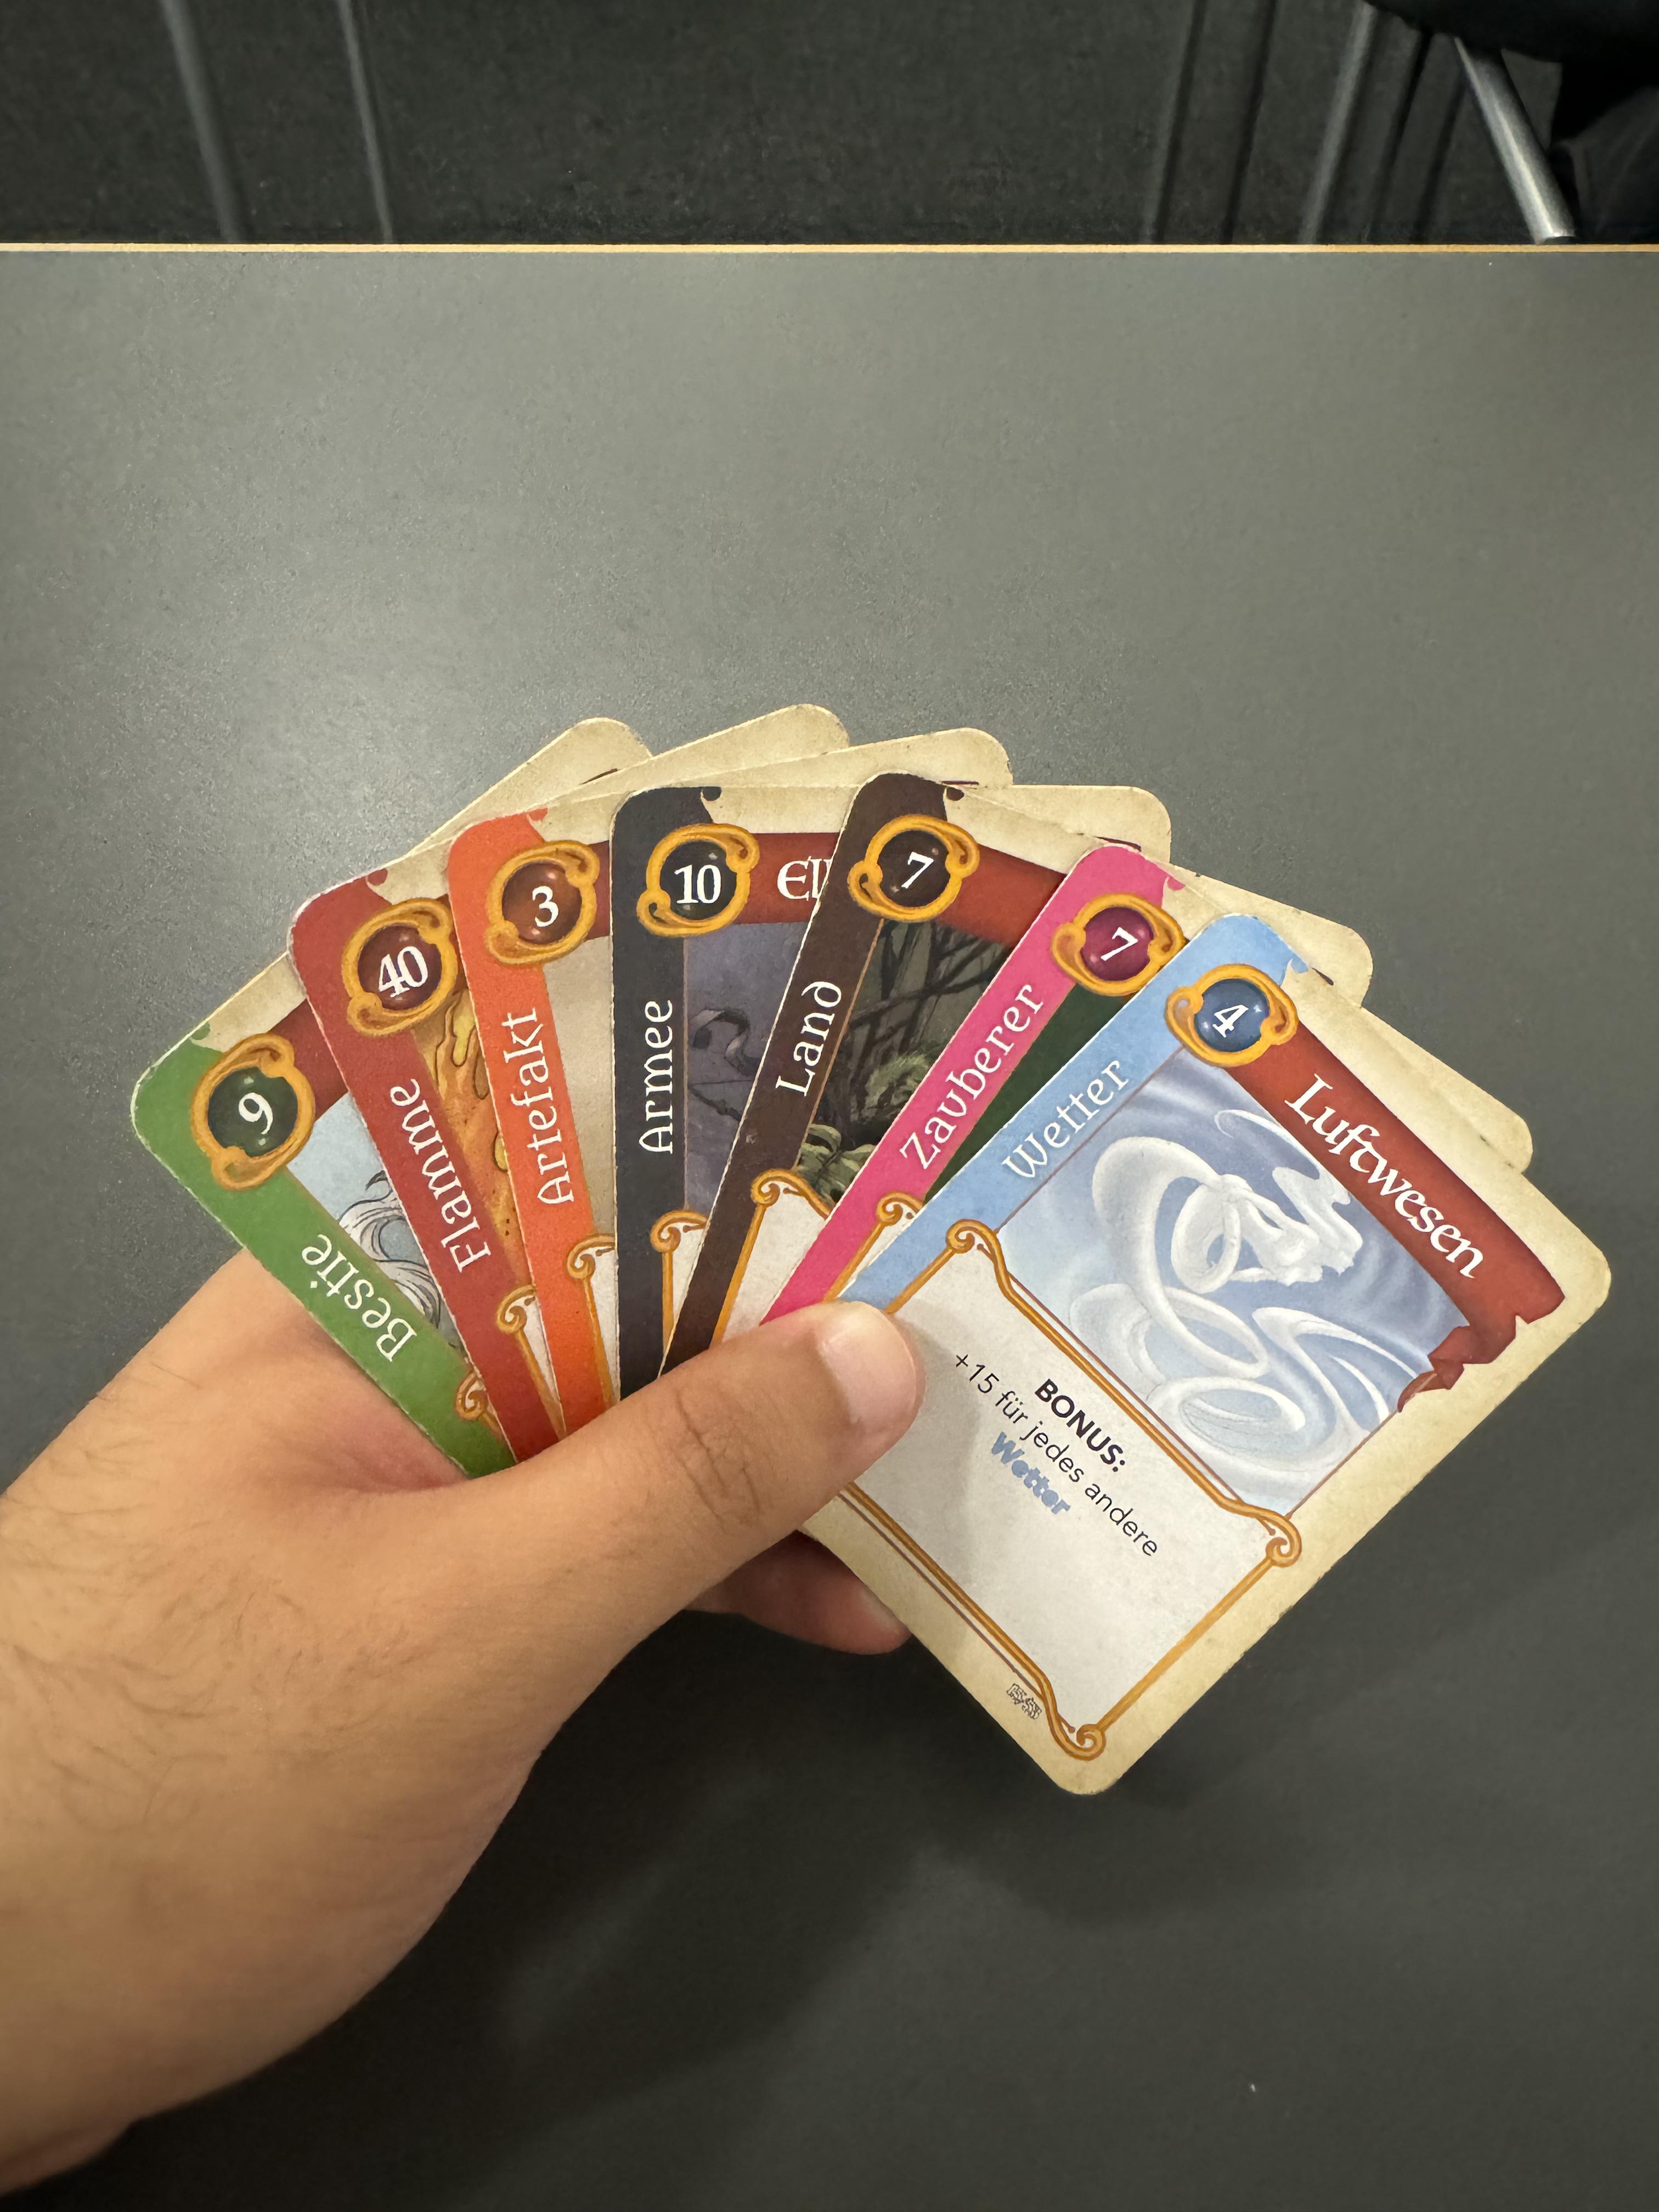 9
Bestie
40
Flamme
3
Artefakt
10
Armee
7
Land
7
Zauberer
4
Wetter
Luftwesen
BONUS:
+15 für jedes andere
Wetter